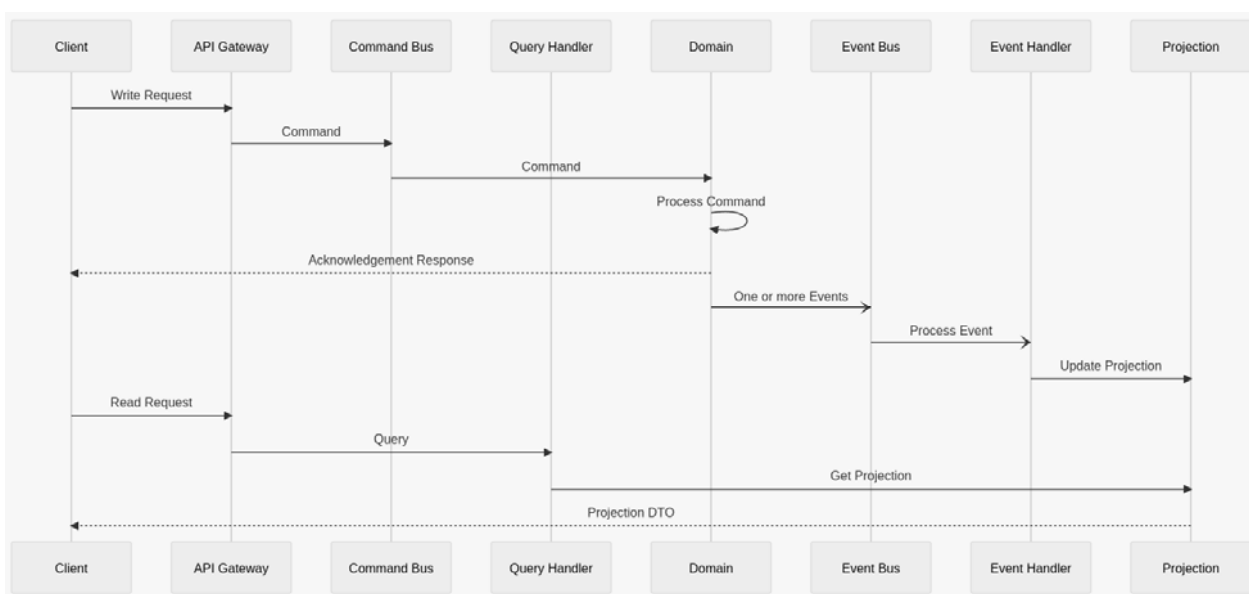 Client
API Gateway
Command Bus
Query Handler
Domain
Event Bus
Event Handler
Projection
Write Request
Command
Command
Process Command
Acknowledgement Response
One or more Events
Process Event
Update Projection
Read Request
Query
Get Projection
Projection DTO
Client
API Gateway
Command Bus
Query Handler
Domain
Event Bus
Event Handler
Projection